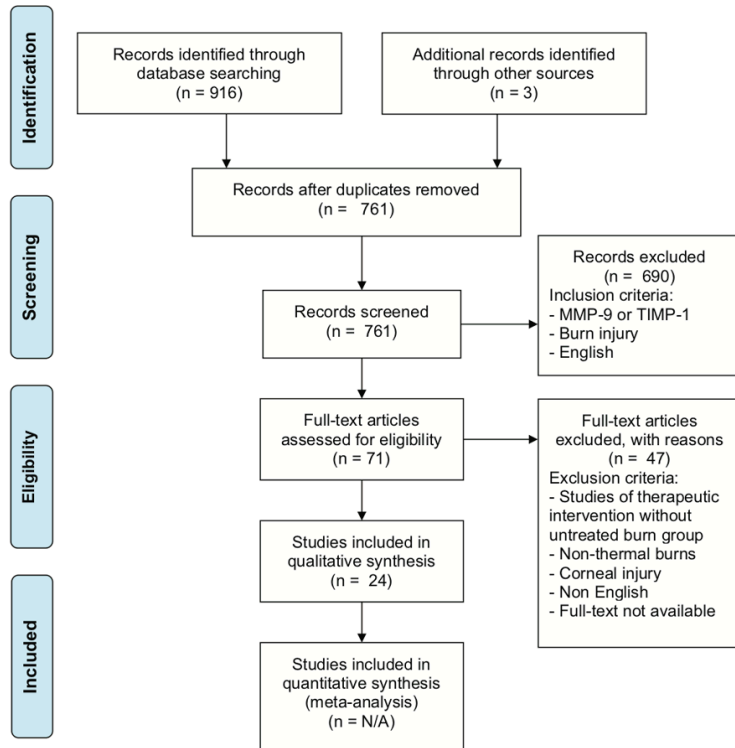 Identification
Records identified through
database searching
(n = 916)
Additional records identified
through other sources
(n = 3)
Records after duplicates removed
(n = 761)
Screening
Records screened
(n = 761)
Records excluded
(n = 690)
Inclusion criteria:
- MMP-9 or TIMP-1
- Burn injury
- English
Eligibility
Full-text articles
assessed for eligibility
(n = 71)
Full-text articles
excluded, with reasons
(n = 47)
Exclusion criteria:
- Studies of therapeutic
intervention without
untreated burn group
- Non-thermal burns
- Corneal injury
- Non English
- Full-text not available
Studies included in
qualitative synthesis
(n = 24)
Included
Studies included in
quantitative synthesis
(meta-analysis)
(n = N/A)